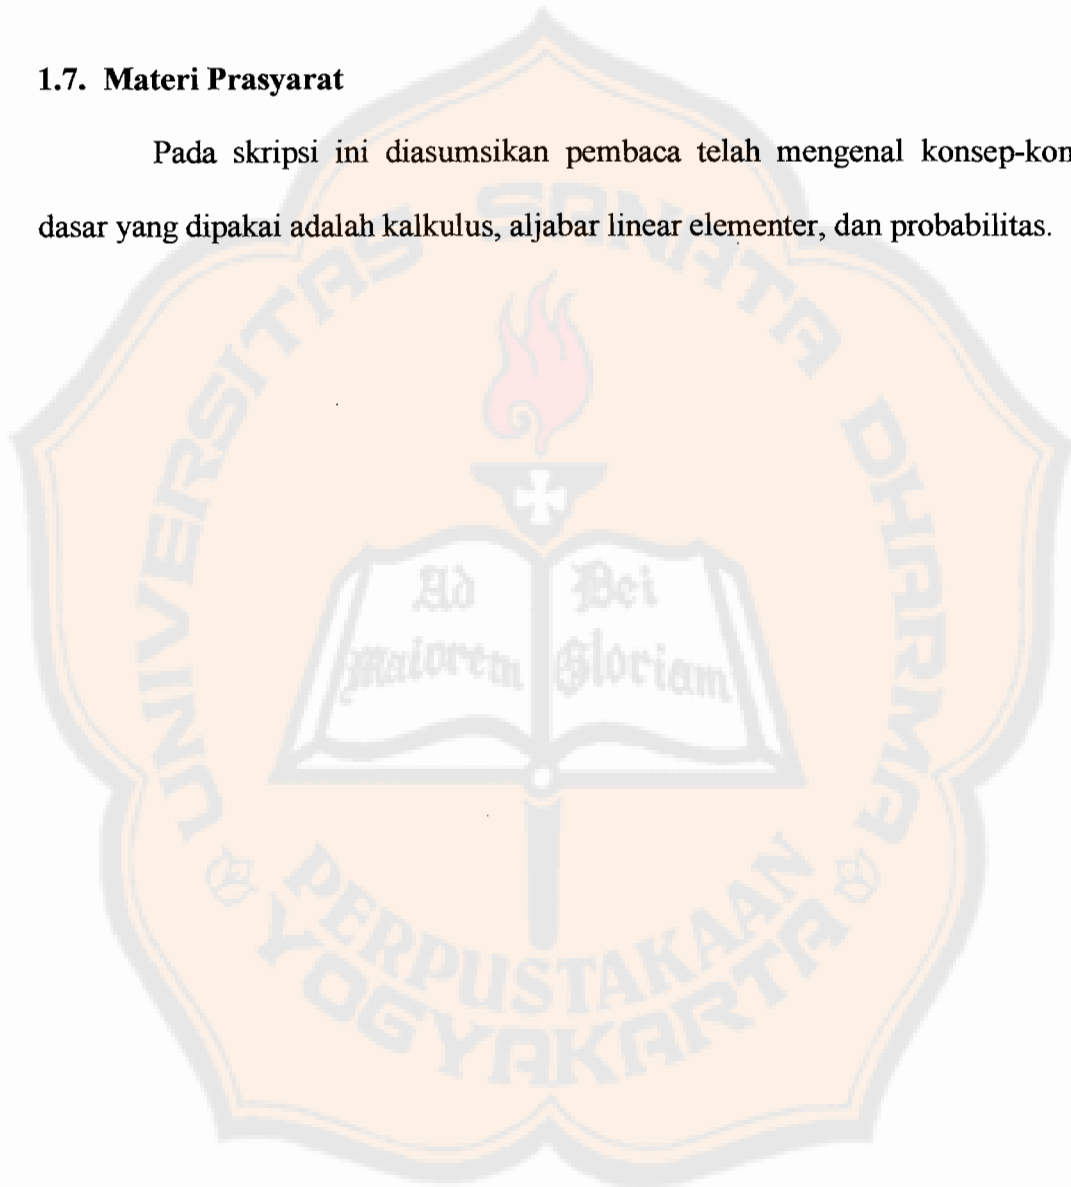 1.7. Materi Prasyarat
Pada skripsi ini diasumsikan pembaca telah mengenal konsep-kon
dasar yang dipakai adalah kalkulus, aljabar linear elementer, dan probabilitas.
UNIVERSITAS SANATA DHARMA
Ad Dei
maiorem Gloriam
PERPUSTAKAAN
YOGYAKARTA